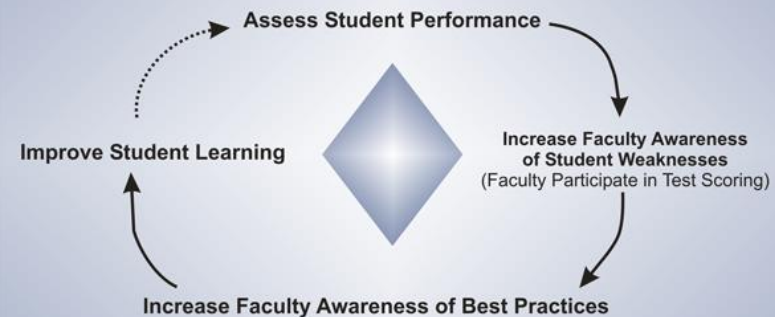 Assess Student Performance
Increase Faculty Awareness
of Student Weaknesses
(Faculty Participate in Test Scoring)
Increase Faculty Awareness of Best Practices
Improve Student Learning